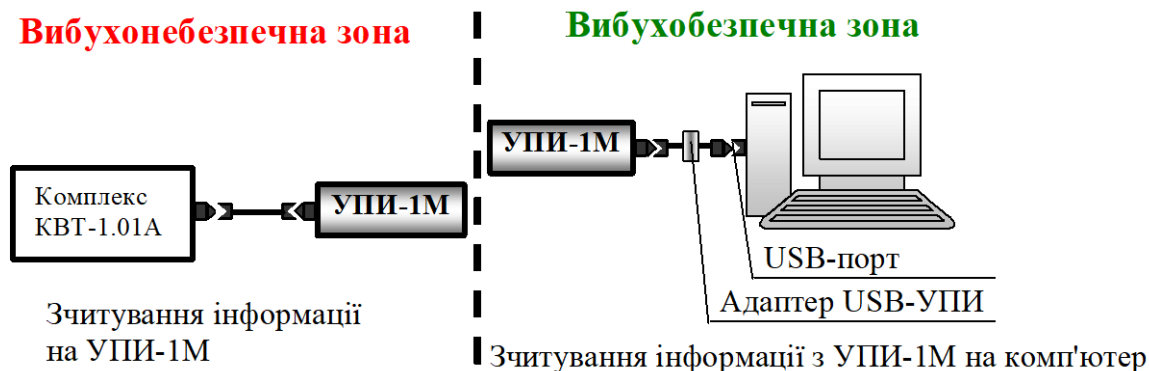 Вибухонебезпечна зона
Вибухобезпечна зона
УПИ-1М
Комплекс
КВТ-1.01А
УПИ-1М
USB-порт
Адаптер USB-УПИ
Зчитування інформації
на УПИ-1М
Зчитування інформації з УПИ-1М на комп'ютер